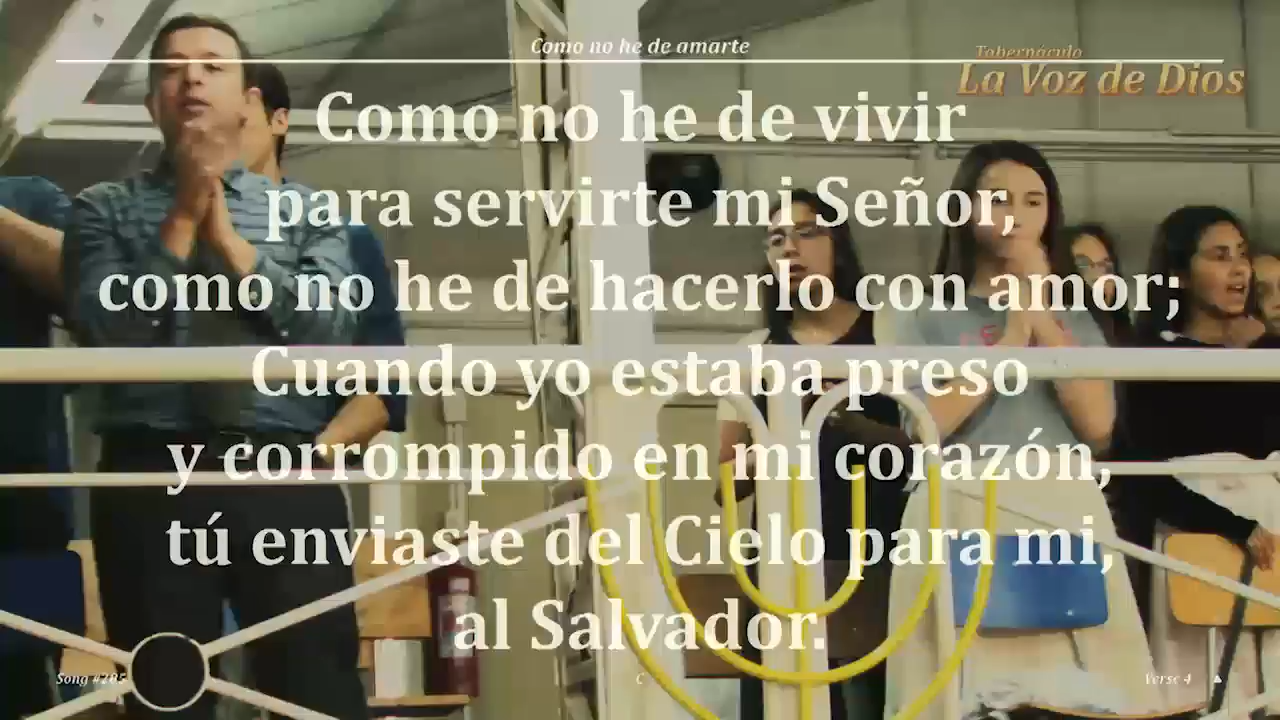 Como no he de amarte
Tabernáculo
La Voz de Dios
Como no he de vivir
para servirte mi Señor,
como no he de hacerlo con amor;
Cuando yo estaba preso
y corrompido en mi corazón,
tú enviaste del Cielo para mi,
al Salvador.
Song #285
C
Verse 4